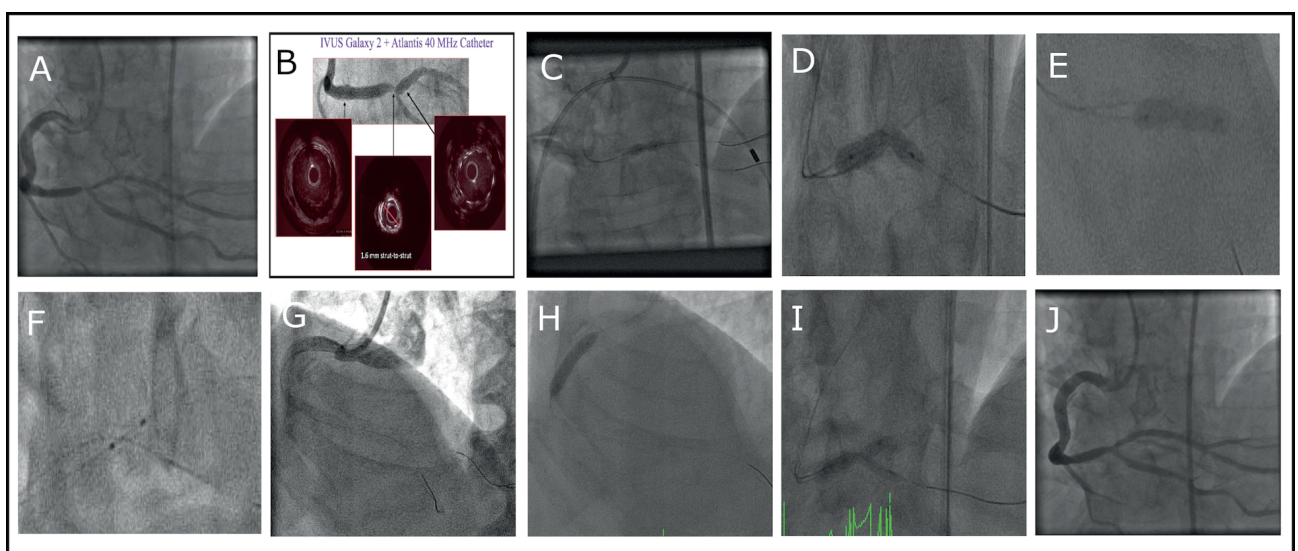 A
B
IVUS Galaxy 2 + Atlantis 40 MHz Catheter
1.6 mm strut-to-strut
C
D
E
F
G
H
I
J